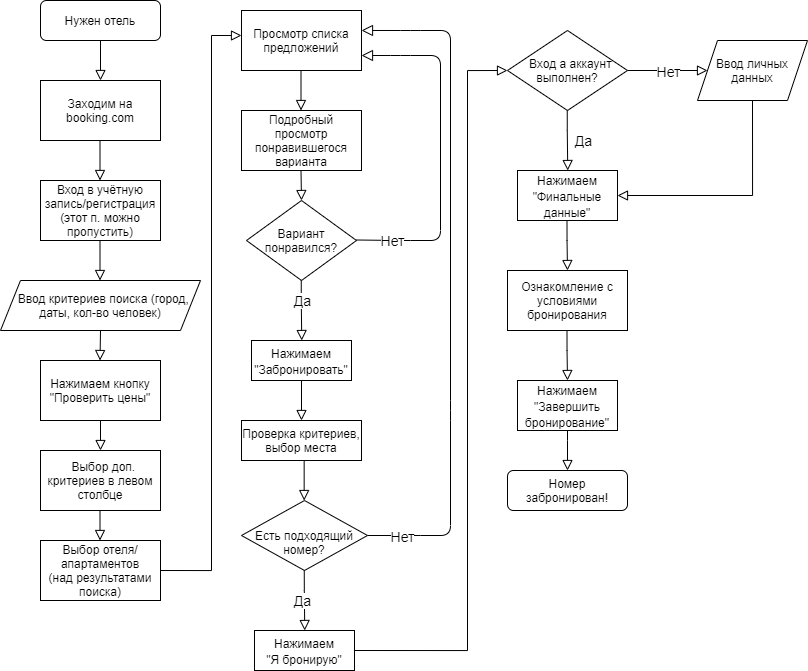 Нужен отель
Заходим на
booking.com
Вход в учётную
запись/регистрация
(этот п. можно
пропустить)
Ввод критериев поиска (город,
даты, кол-во человек)
Нажимаем кнопку
"Проверить цены"
Выбор доп.
критериев в левом
столбце
Выбор отеля/
апартаментов
(над результатами
поиска)
Просмотр списка
предложений
Подробный
просмотр
понравившегося
варианта
Вариант
понравился?
Нет
Да
Нажимаем
"Забронировать"
Проверка критериев,
выбор места
Есть подходящий
номер?
Нет
Да
Нажимаем
"Я бронирую"
Вход а аккаунт
выполнен?
Нет
Ввод личных
данных
Да
Нажимаем
"Финальные
данные"
Ознакомление с
условиями
бронирования
Нажимаем
"Завершить
бронирование"
Номер
забронирован!